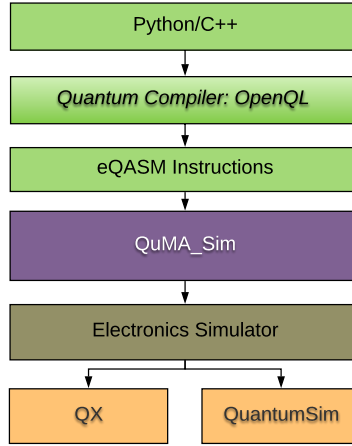 Python/C++
Quantum Compiler: OpenQL
eQASM Instructions
QuMA_Sim
Electronics Simulator
QX
QuantumSim